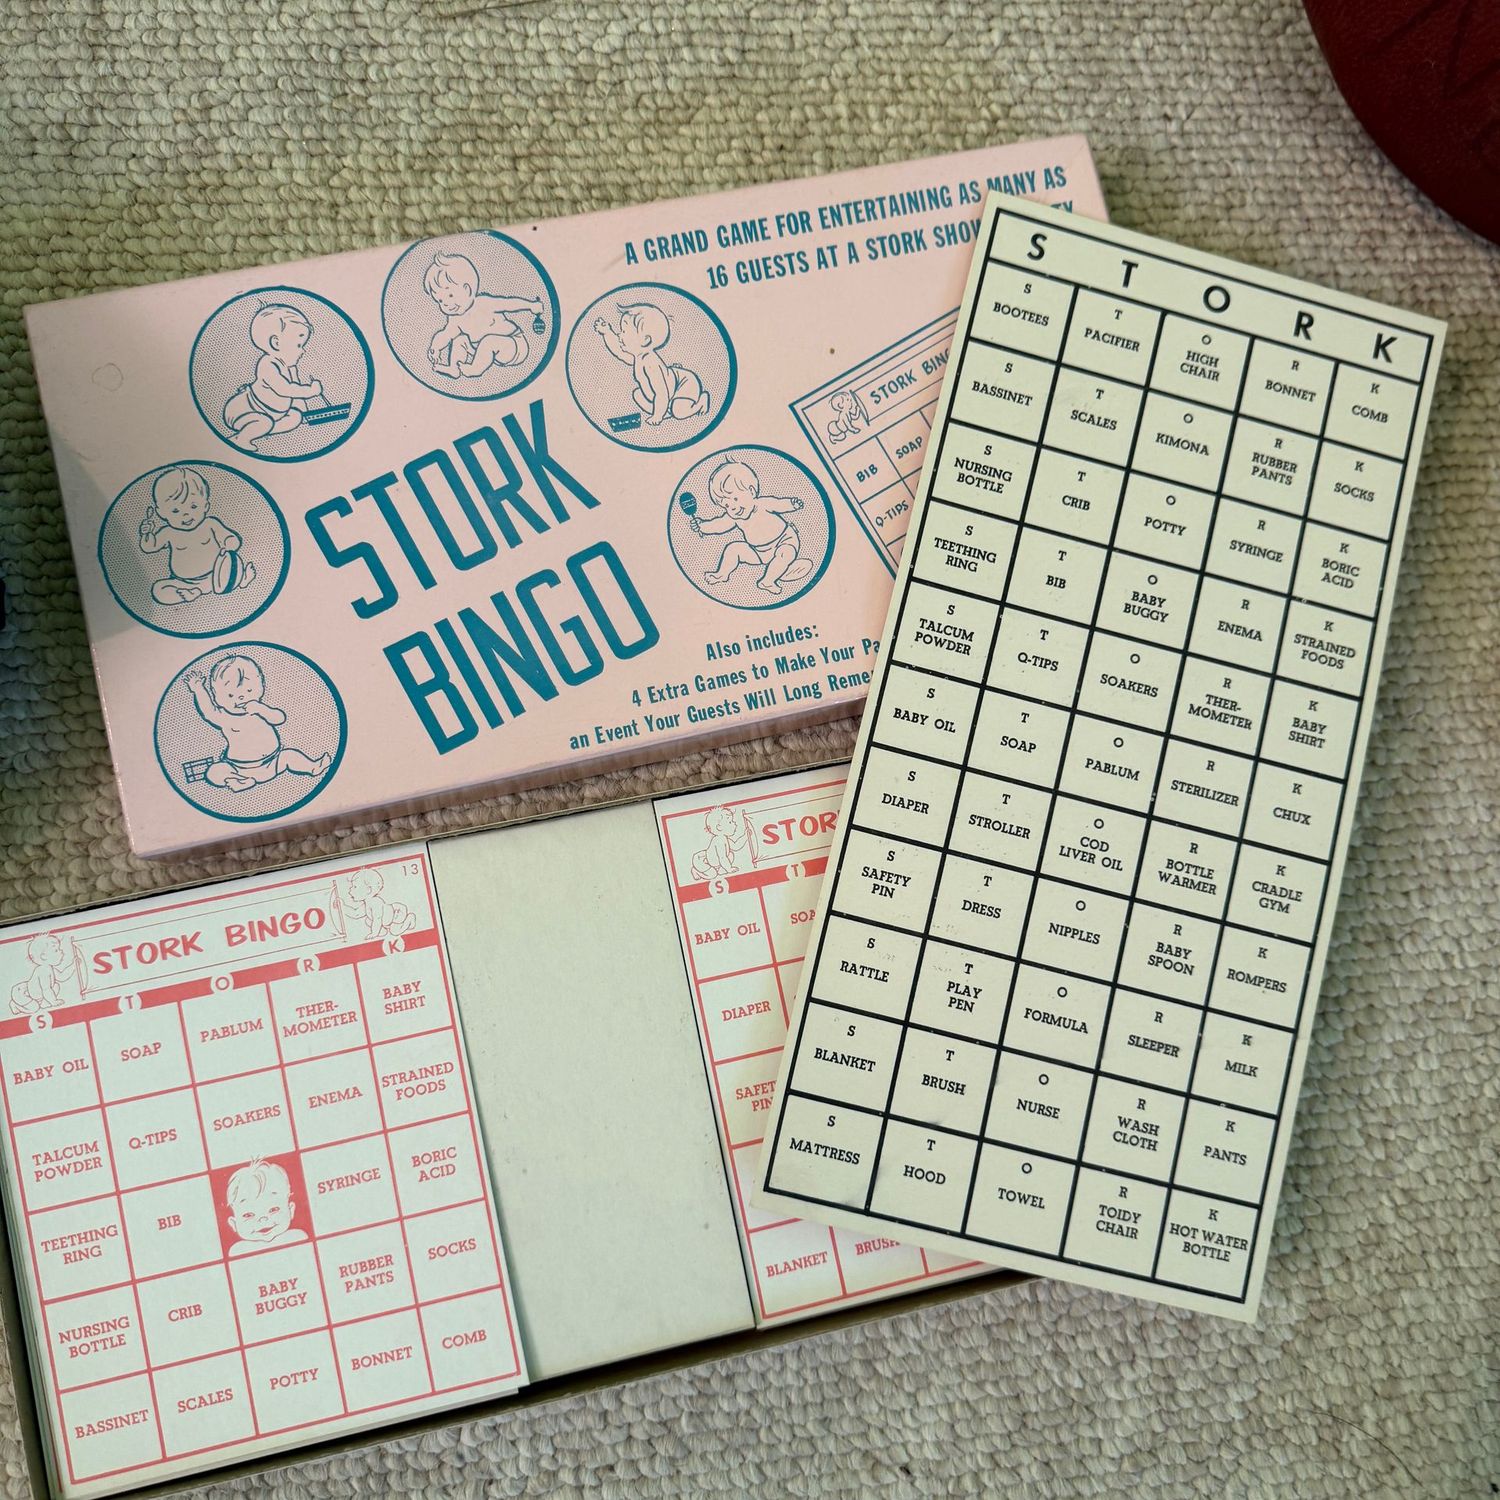 A GRAND GAME FOR ENTERTAINING AS MANY AS
16 GUESTS AT A STORK
STORK
BINGO
Also includes:
4 Extra Games to Make Your
an Event Your Guests Will Long
STORK
BIB
SOAP
Q-TIPS
S T O R K
S T O R K
BOOTEES PACIFIER HIGH CHAIR BONNET COMB
S T O R K
BASSINET SCALES KIMONA RUBBER PANTS SOCKS
S T O R K
NURSING BOTTLE CRIB POTTY SYRINGE BORIC ACID
S T O R K
TEETHING RING BIB BABY BUGGY ENEMA STRAINED FOODS
S T O R K
TALCUM POWDER Q-TIPS SOAKERS THER-MOMETER BABY SHIRT
S T O R K
BABY OIL SOAP PABLUM STERILIZER CHUX
S T O R K
DIAPER STROLLER COD LIVER OIL BOTTLE WARMER CRADLE GYM
S T O R K
SAFETY PIN DRESS NIPPLES BABY SPOON ROMPERS
S T O R K
RATTLE PLAY PEN FORMULA SLEEPER MILK
S T O R K
BLANKET BRUSH NURSE WASH CLOTH PANTS
S T O R K
MATTRESS HOOD TOWEL TOIDY CHAIR HOT WATER BOTTLE
13
STORK BINGO
S T O R K
BABY OIL SOAP PABLUM THER-MOMETER BABY SHIRT
TALCUM POWDER Q-TIPS SOAKERS ENEMA STRAINED FOODS
TEETHING RING BIB SYRINGE BORIC ACID
NURSING BOTTLE CRIB BABY BUGGY RUBBER PANTS SOCKS
BASSINET SCALES POTTY BONNET COMB
S T
BABY OIL
DIAPER
BLANKET